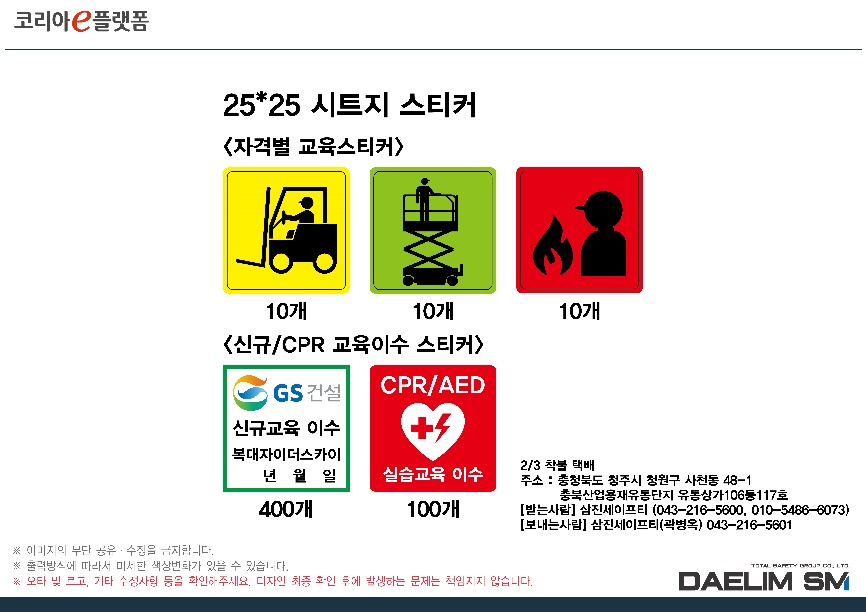 코리아e플랫폼
25*25 시트지 스티커
<자격별 교육스티커>
10개
10개
10개
<신규/CPR 교육이수 스티커>
GS건설
신규교육 이수
복대자이더스카이
년 월 일
400개
CPR/AED
실습교육 이수
100개
2/3 착불 택배
주소 : 충청북도 청주시 청원구 사천동 48-1
충북산업용재유통단지 유통상가106동117호
[받는사람] 삼진세이프티 (043-216-5600, 010-5486-6073)
[보내는사람] 삼진세이프티(곽병옥) 043-216-5601
※ 이미지의 무단 공유·수정을 금지합니다.
※ 출력방식에 따라서 미세한 색상변화가 있을 수 있습니다.
※ 오타 및 로고, 기타 수정사항 등을 확인해주세요. 디자인 최종 확인 후에 발생하는 문제는 책임지지 않습니다.
TOTAL SAFETY GROUP CO., LTD.
DAELIM SM